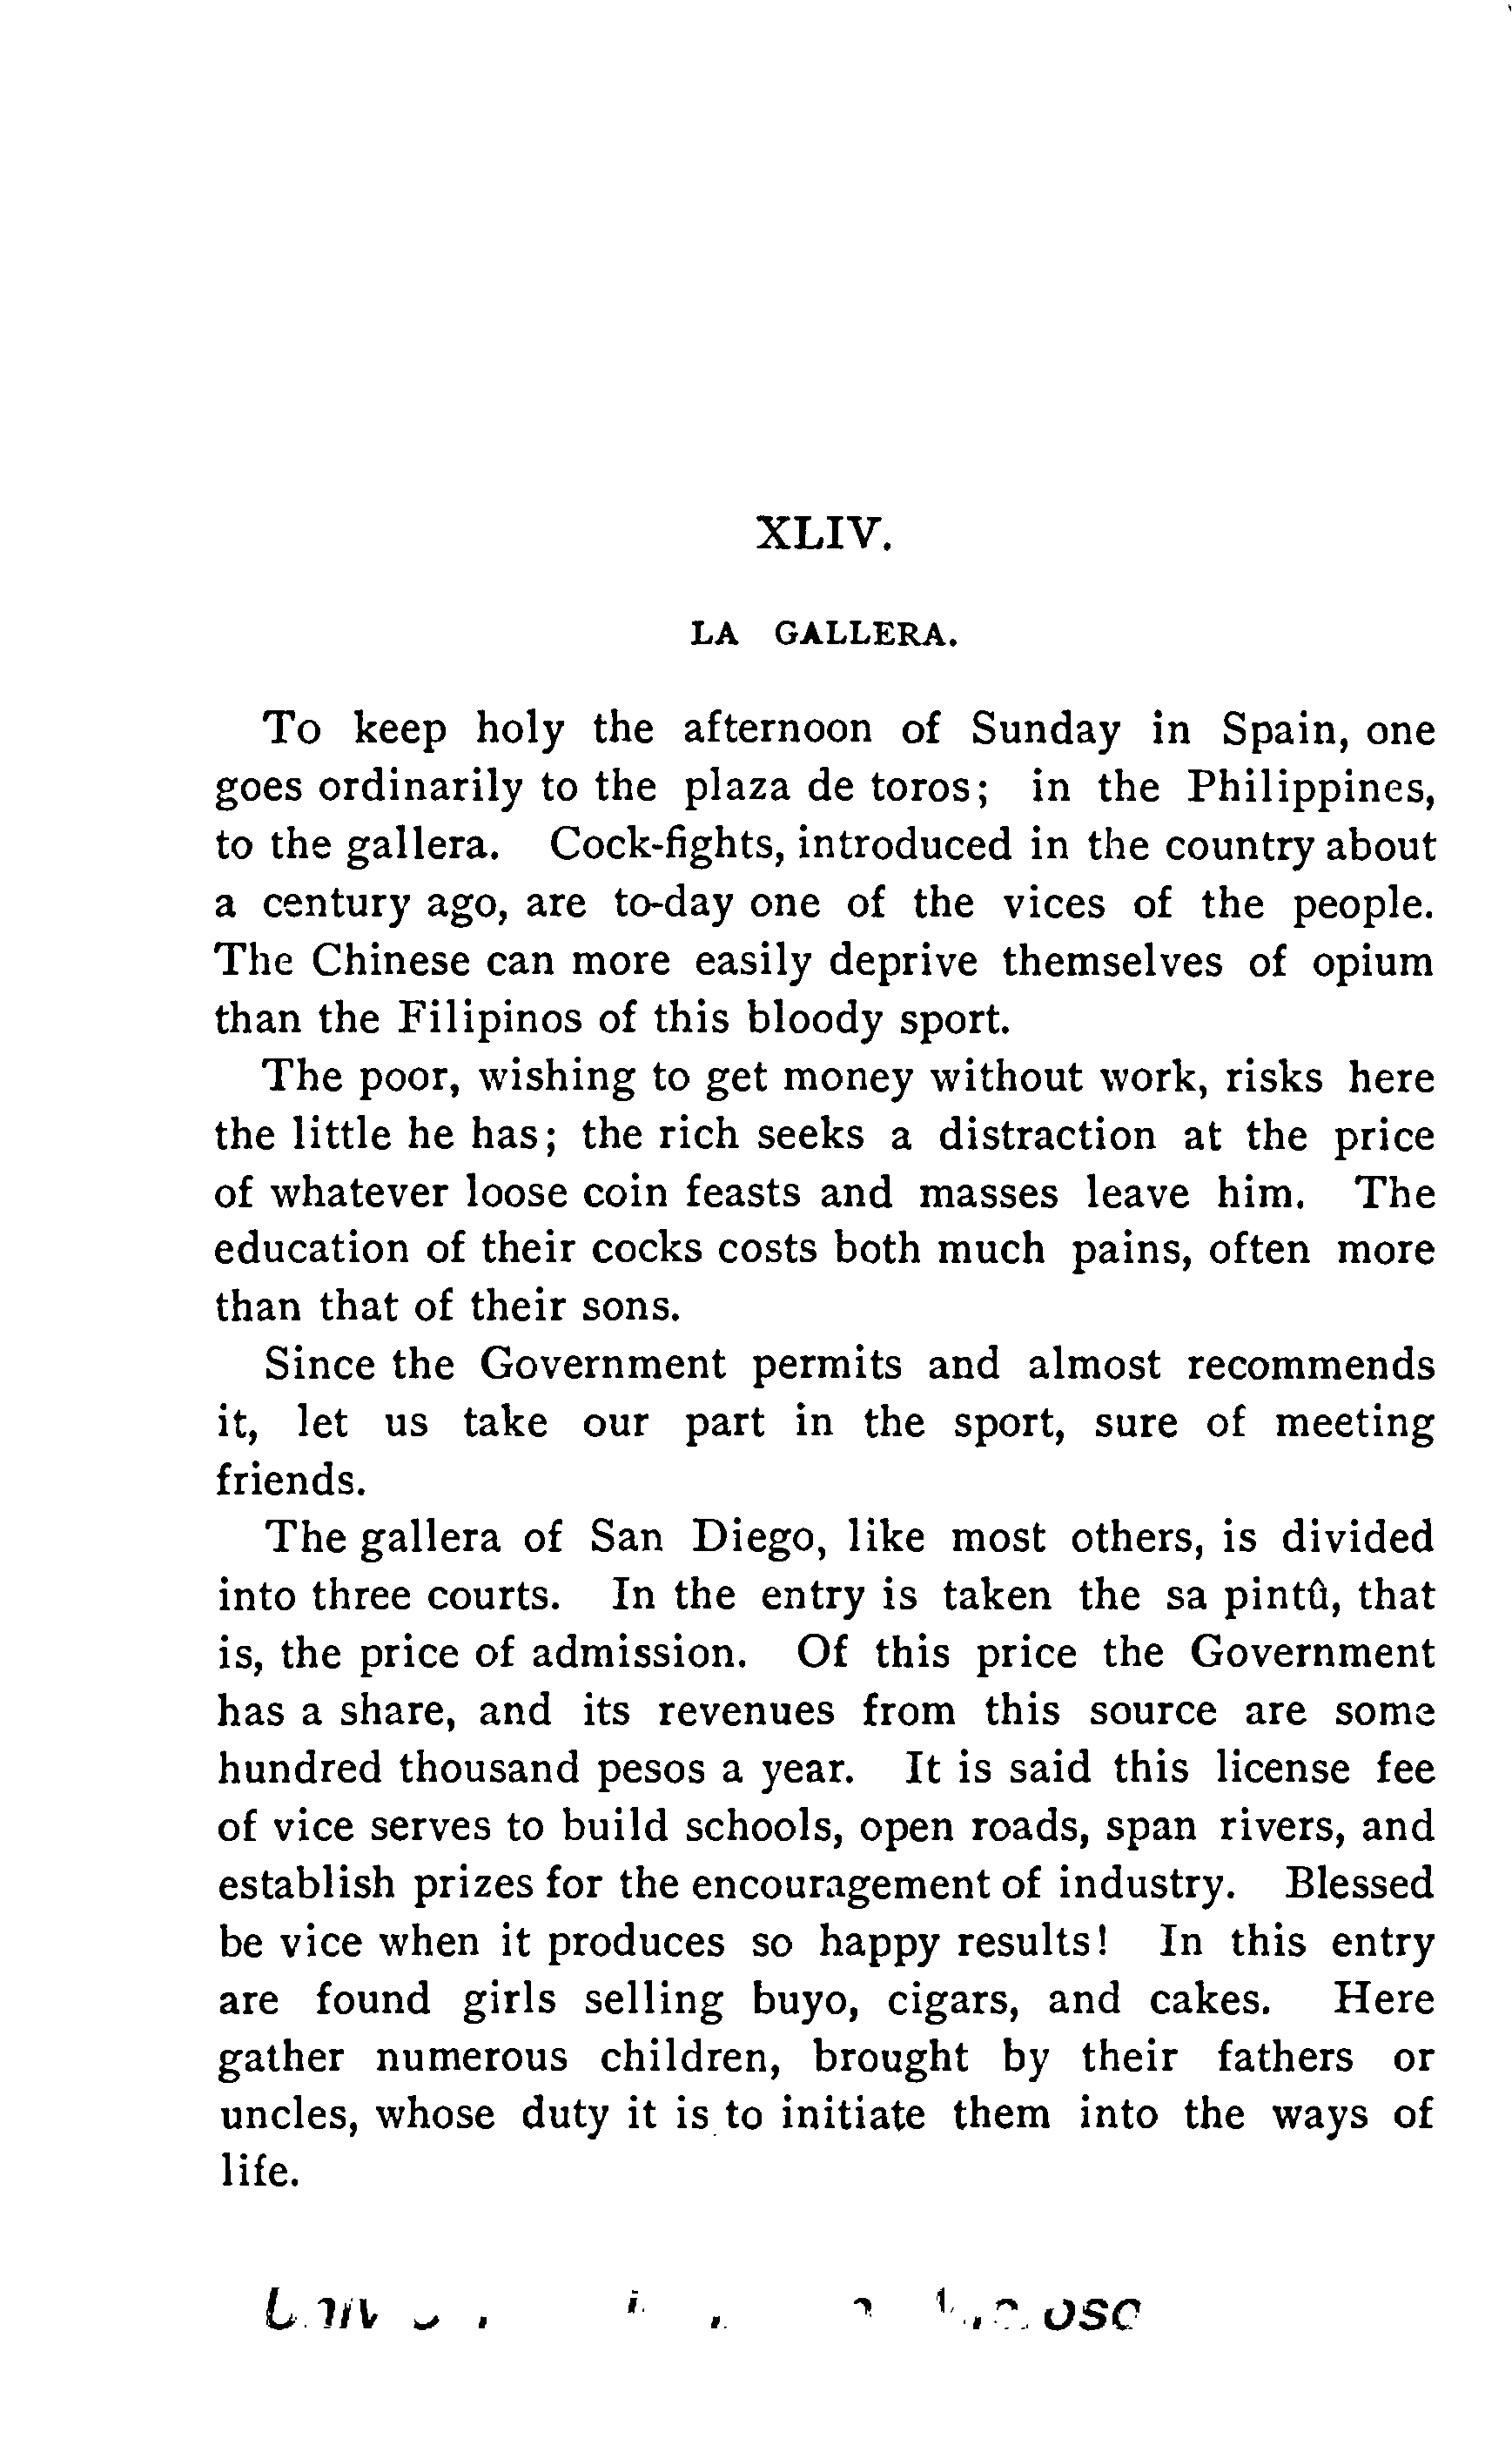 XLIV.
LA GALLERA.
To keep holy the afternoon of Sunday in Spain, one
goes ordinarily to the plaza de toros; in the Philippines,
to the gallera. Cock-fights, introduced in the country about
a century ago, are to-day one of the vices of the people.
The Chinese can more easily deprive themselves of opium
than the Filipinos of this bloody sport.
The poor, wishing to get money without work, risks here
the little he has; the rich seeks a distraction at the price
of whatever loose coin feasts and masses leave him. The
education of their cocks costs both much pains, often more
than that of their sons.
Since the Government permits and almost recommends
it, let us take our part in the sport, sure of meeting
friends.
The gallera of San Diego, like most others, is divided
into three courts. In the entry is taken the sa pintû, that
is, the price of admission. Of this price the Government
has a share, and its revenues from this source are some
hundred thousand pesos a year. It is said this license fee
of vice serves to build schools, open roads, span rivers, and
establish prizes for the encouragement of industry. Blessed
be vice when it produces so happy results! In this entry
are found girls selling buyo, cigars, and cakes. Here
gather numerous children, brought by their fathers or
uncles, whose duty it is to initiate them into the ways of
life.